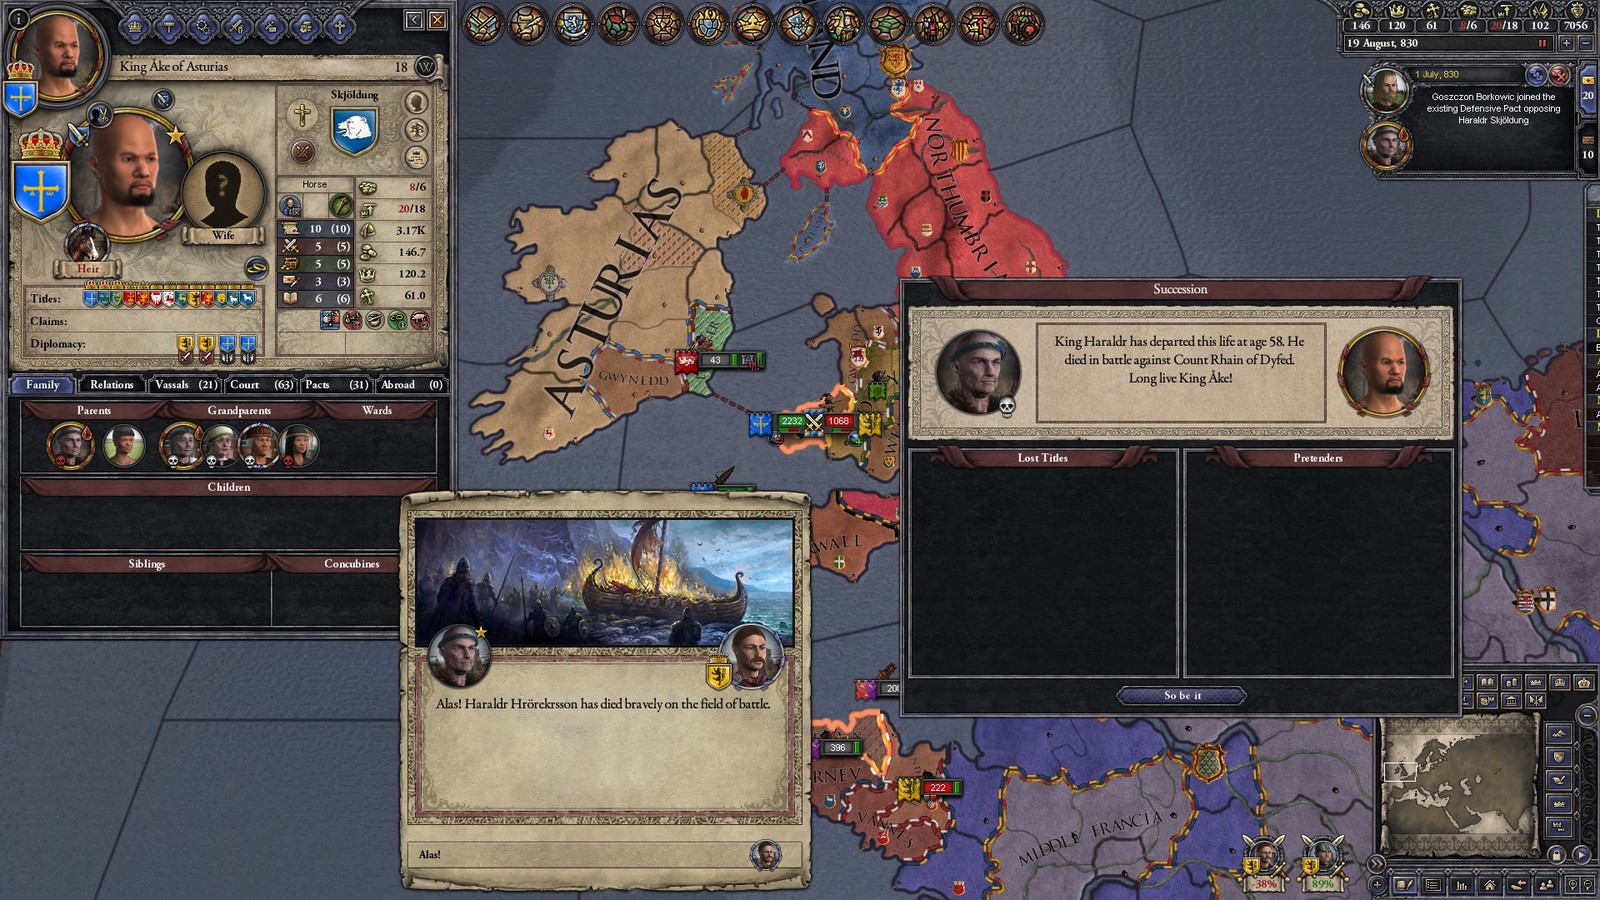 King Åke of Asturias 18
Skjöldung
Horse
Wife
Heir
10 (10)
5 (5)
5 (5)
3 (3)
6 (6)
8/6
20/18
3.17K
146.7
120.2
61.0
Titles:
Claims:
Diplomacy:
Family
Relations
Vassals (21)
Court (63)
Pacts (31)
Abroad (0)
Parents
Grandparents
Wards
Children
Siblings
Concubines
146 120 61 8/6 20/18 102 7056
19 August, 830
1 July, 830
Goszczon Borkowic joined the
existing Defensive Pact opposing
Haraldr Skjöldung
20
10
ASTURIAS
NORTHUMBRIA
GWYNEDD
43
2232
1068
WALL
200
396
RNEV
222
VANNES
MIDDLE FRANCIA
Succession
King Haraldr has departed this life at age 58. He
died in battle against Count Rhain of Dyfed.
Long live King Åke!
Lost Titles
Pretenders
So be it
Alas! Haraldr Hrörekrsson has died bravely on the field of battle.
Alas!
-38%
89%